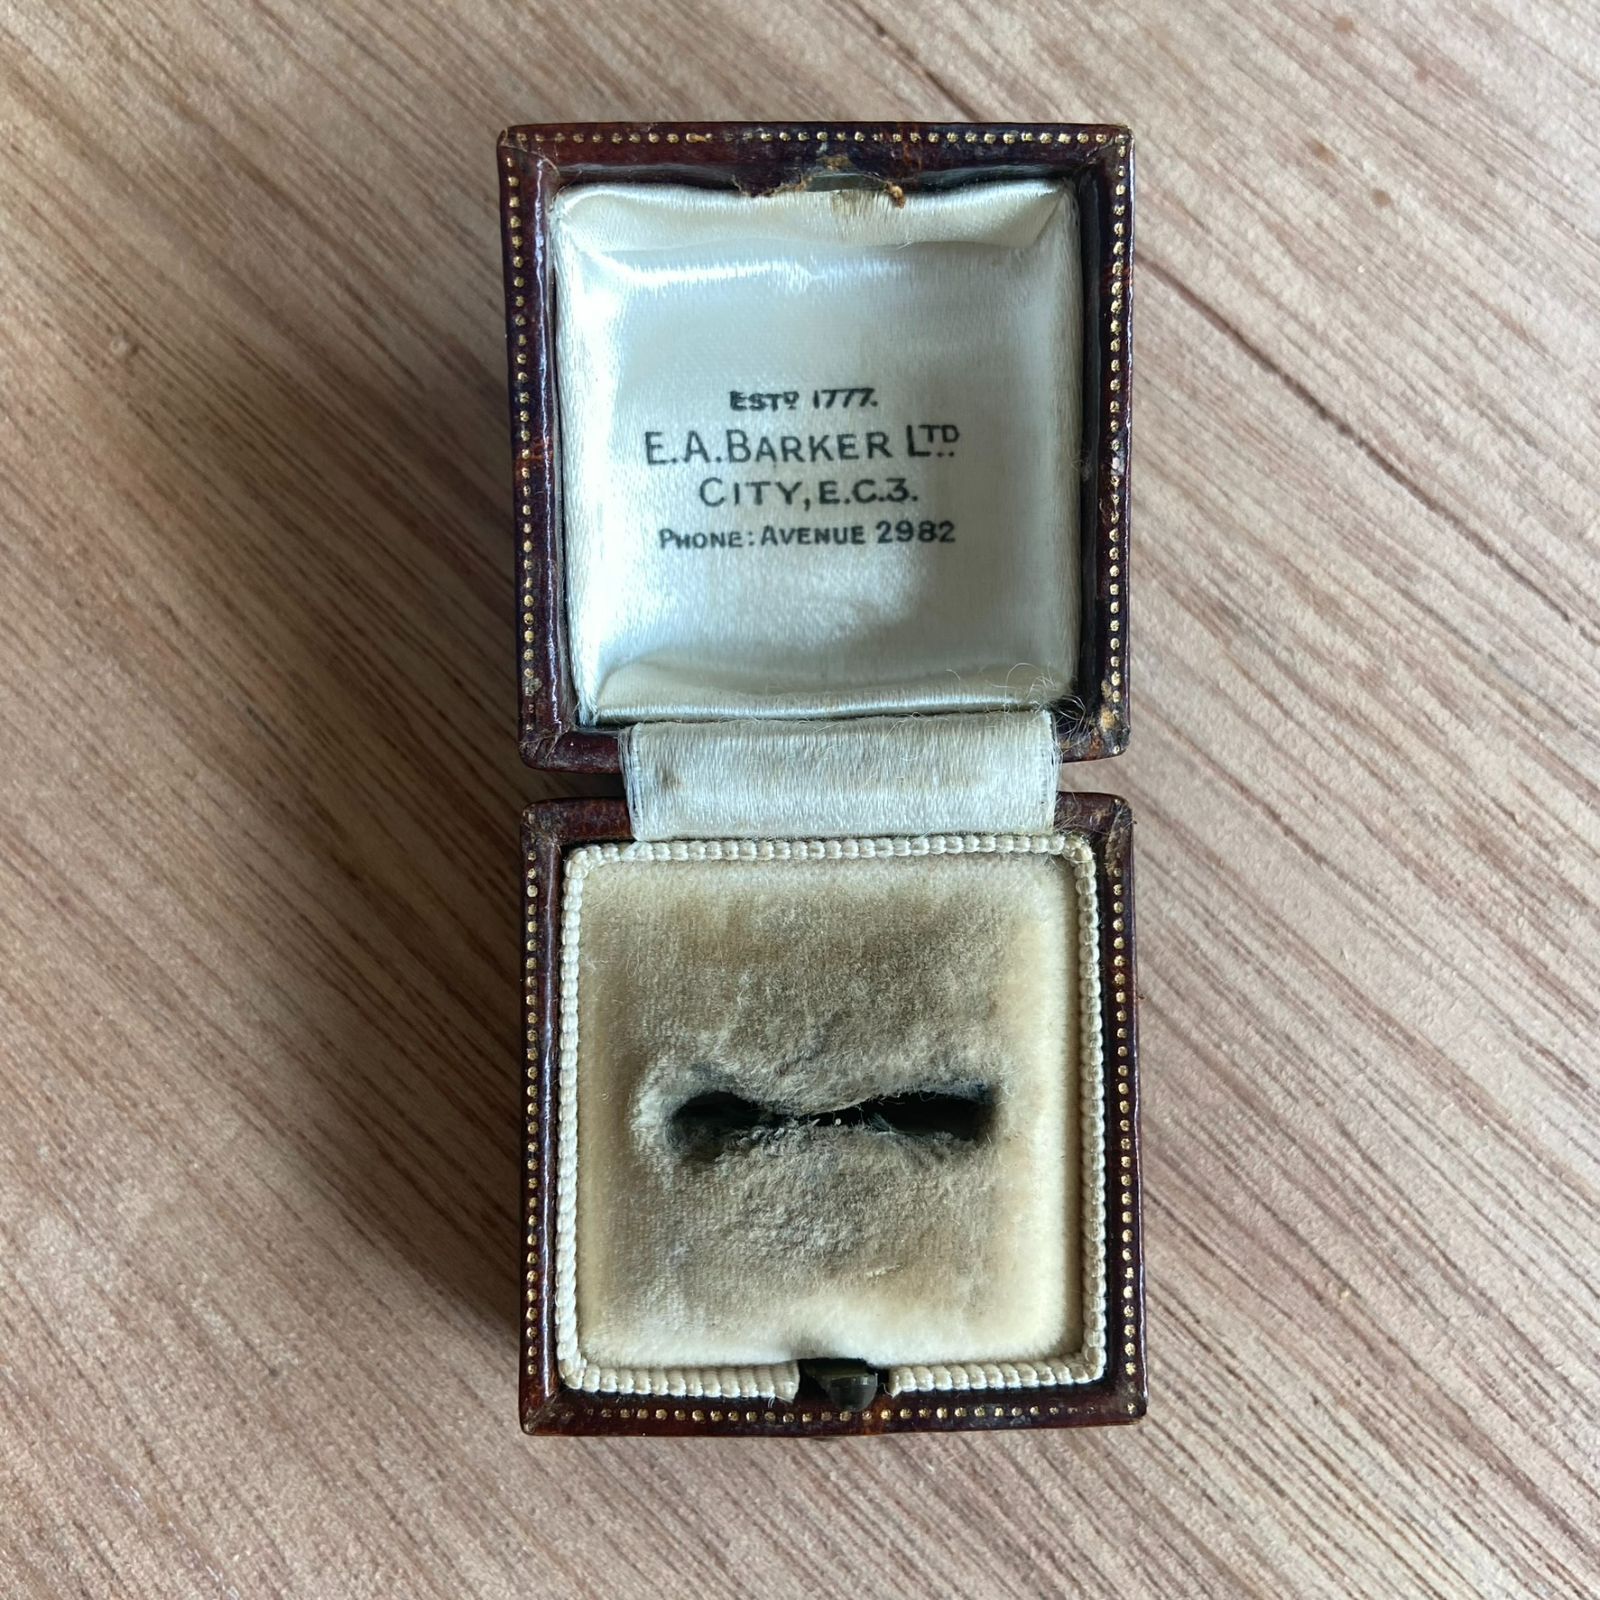 ESTD 1777.
E.A. BARKER LTD.
CITY, E.C.3.
PHONE: AVENUE 2982